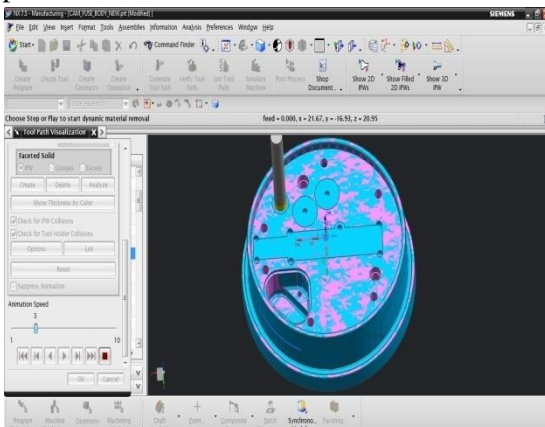 NX 7.5 - Manufacturing - [CAM_FUSE_BODY_NEW.prt (Modified)]
SIEMENS
File Edit View Insert Format Tools Assemblies Information Analysis Preferences Window Help
Start
Command Finder
Create Program
Create Tool
Create Geometry
Create Operation
Generate Tool Path
Verify Tool Path
List Tool Path
Simulate Machine
Post Process
Shop Document...
Show 2D IPWs
Show Filled 2D IPWs
Show 3D IPW
Entire Assembly
Choose Step or Play to start dynamic material removal
feed = 0.000, x = 21.67, y = -16.93, z = 20.95
Tool Path Visualization
Faceted Solid
IPW Gouges Excess
Create Delete Analyze
Show Thickness by Color
Check for IPW Collisions
Check for Tool Holder Collisions
Options List
Reset
Suppress Animation
Animation Speed
3
1 10
OK Cancel
Program Machine Geometry Machining
Draft Point... Composite Patch Synchrono... Faceting...